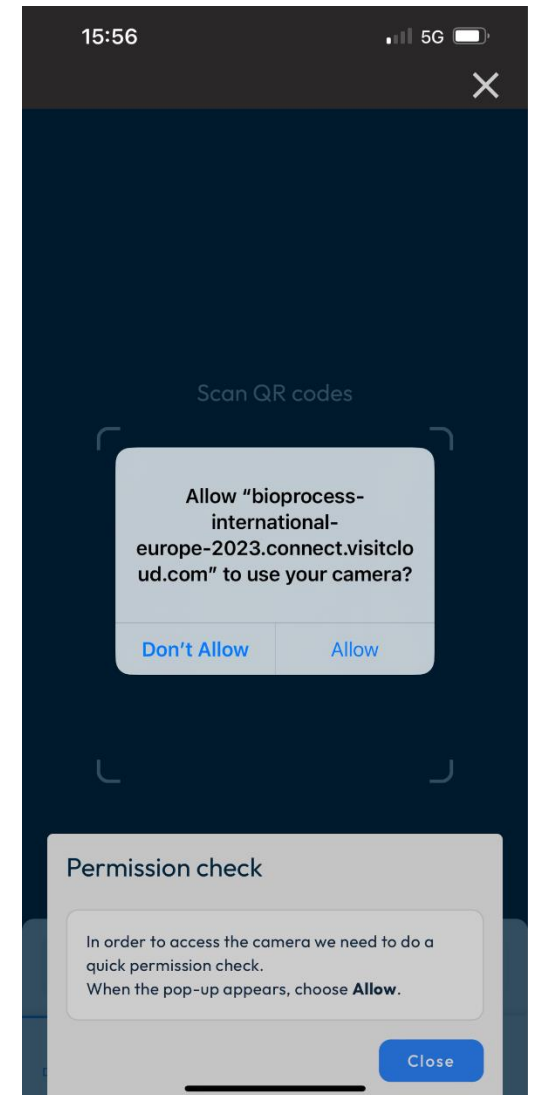 15:56
5G
Scan QR codes
Allow “bioprocess-
international-
europe-2023.connect.visitclo
ud.com” to use your camera?
Don’t Allow
Allow
Permission check
In order to access the camera we need to do a
quick permission check.
When the pop-up appears, choose Allow.
Close